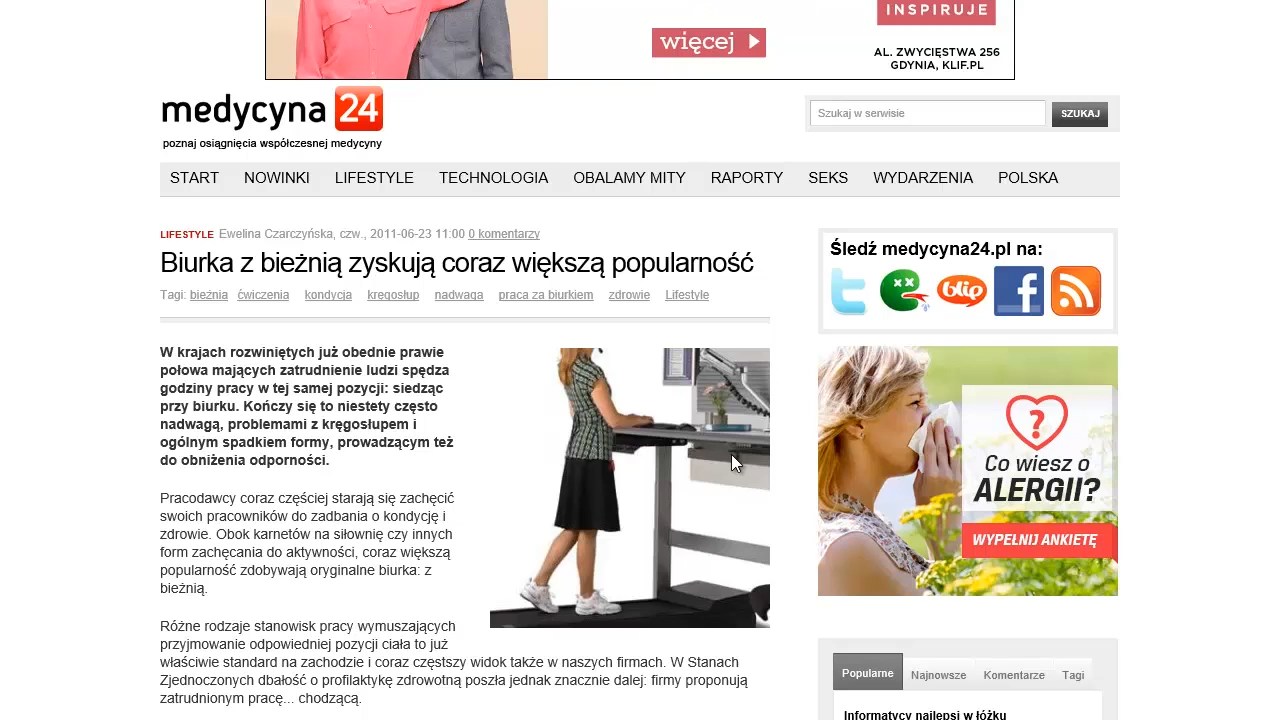 INSPIRUJE
więcej
AL. ZWYCIĘSTWA 256
GDYNIA, KLIF.PL
medycyna 24
poznaj osiągnięcia współczesnej medycyny
Szukaj w serwisie
SZUKAJ
START NOWINKI LIFESTYLE TECHNOLOGIA OBALAMY MITY RAPORTY SEKS WYDARZENIA POLSKA
LIFESTYLE Ewelina Czarczyńska, czw., 2011-06-23 11:00 0 komentarzy
Biurka z bieżnią zyskują coraz większą popularność
Tagi: bieżnia ćwiczenia kondycja kręgosłup nadwaga praca za biurkiem zdrowie Lifestyle
W krajach rozwiniętych już obednie prawie
połowa mających zatrudnienie ludzi spędza
godziny pracy w tej samej pozycji: siedząc
przy biurku. Kończy się to niestety często
nadwagą, problemami z kręgosłupem i
ogólnym spadkiem formy, prowadzącym też
do obniżenia odporności.
Pracodawcy coraz częściej starają się zachęcić
swoich pracowników do zadbania o kondycję i
zdrowie. Obok karnetów na siłownię czy innych
form zachęcania do aktywności, coraz większą
popularność zdobywają oryginalne biurka: z
bieżnią.
Różne rodzaje stanowisk pracy wymuszających
przyjmowanie odpowiedniej pozycji ciała to już
właściwie standard na zachodzie i coraz częstszy widok także w naszych firmach. W Stanach
Zjednoczonych dbałość o profilaktykę zdrowotną poszła jednak znacznie dalej: firmy proponują
zatrudnionym pracę... chodzącą.
Śledź medycyna24.pl na:
blip
Co wiesz o
ALERGII?
WYPEŁNIJ ANKIETĘ
Popularne Najnowsze Komentarze Tagi
Informatycy najlepsi w łóżku